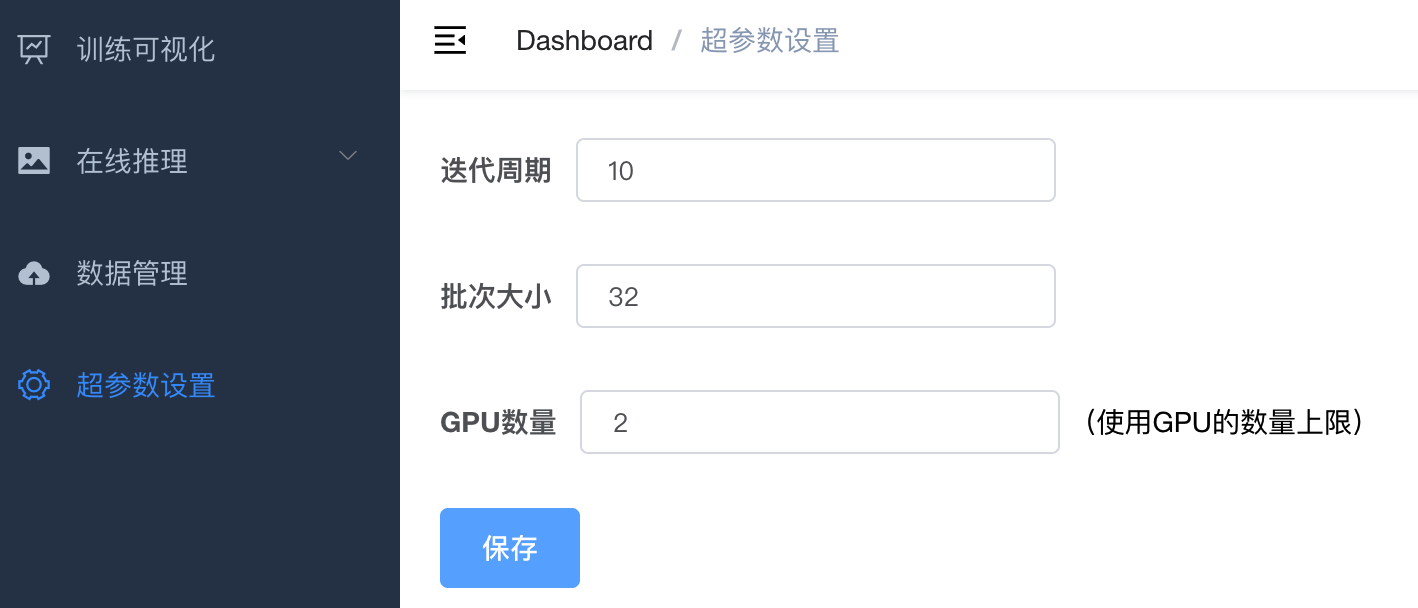 训练可视化
在线推理
数据管理
超参数设置
Dashboard / 超参数设置
迭代周期 10
批次大小 32
GPU数量 2 （使用GPU的数量上限）
保存